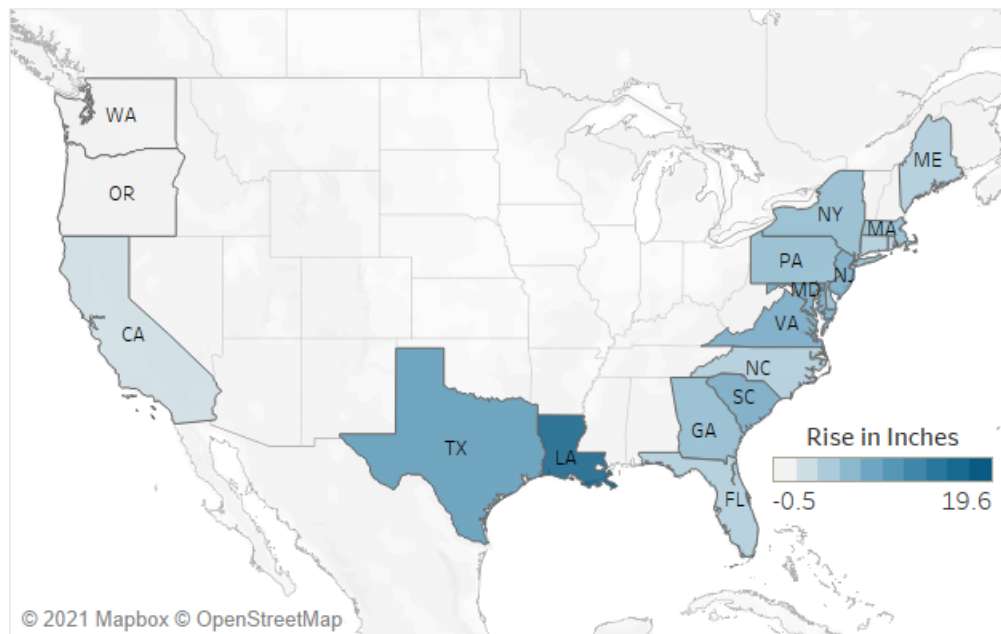 WA
ME
OR
NY
MA
PA
NJ
MD
CA
VA
NC
SC
TX
LA
GA
FL
Rise in Inches
-0.5 19.6
© 2021 Mapbox © OpenStreetMap